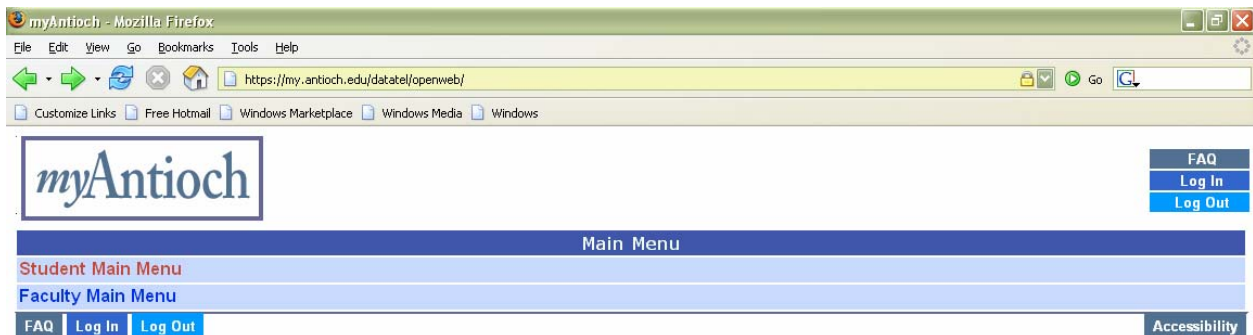 myAntioch - Mozilla Firefox
File Edit View Go Bookmarks Tools Help
https://my.antioch.edu/datatel/openweb/ Go G
Customize Links Free Hotmail Windows Marketplace Windows Media Windows
myAntioch
FAQ
Log In
Log Out
Main Menu
Student Main Menu
Faculty Main Menu
FAQ Log In Log Out Accessibility